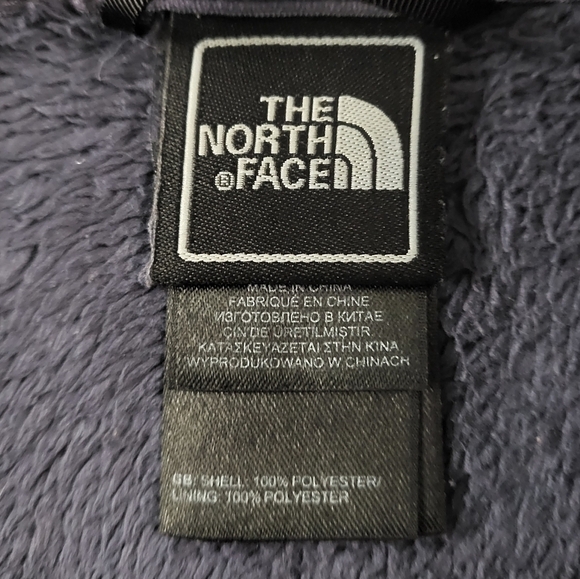 THE
NORTH
®FACE
MADE IN CHINA
FABRIQUÉ EN CHINE
ИЗГОТОВЛЕНО В КИТАЕ
ÇIN'DE ÜRETILMISTIR
ΚΑΤΑΣΚΕΥΑΖΕΤΑΙ ΣΤΗΝ ΚΙΝΑ
WYPRODUKOWANO W CHINACH
GB: SHELL: 100% POLYESTER/
LINING: 100% POLYESTER